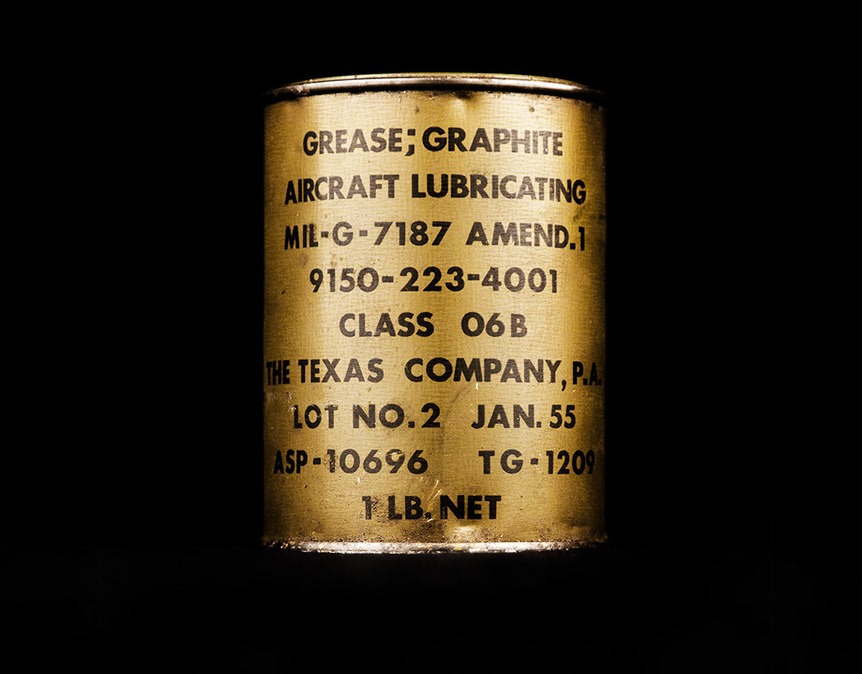 GREASE; GRAPHITE
AIRCRAFT LUBRICATING
MIL-G-7187 AMEND.1
9150-223-4001
CLASS 06B
THE TEXAS COMPANY, P.A.
LOT NO.2 JAN. 55
ASP-10696 TG-1209
1 LB. NET